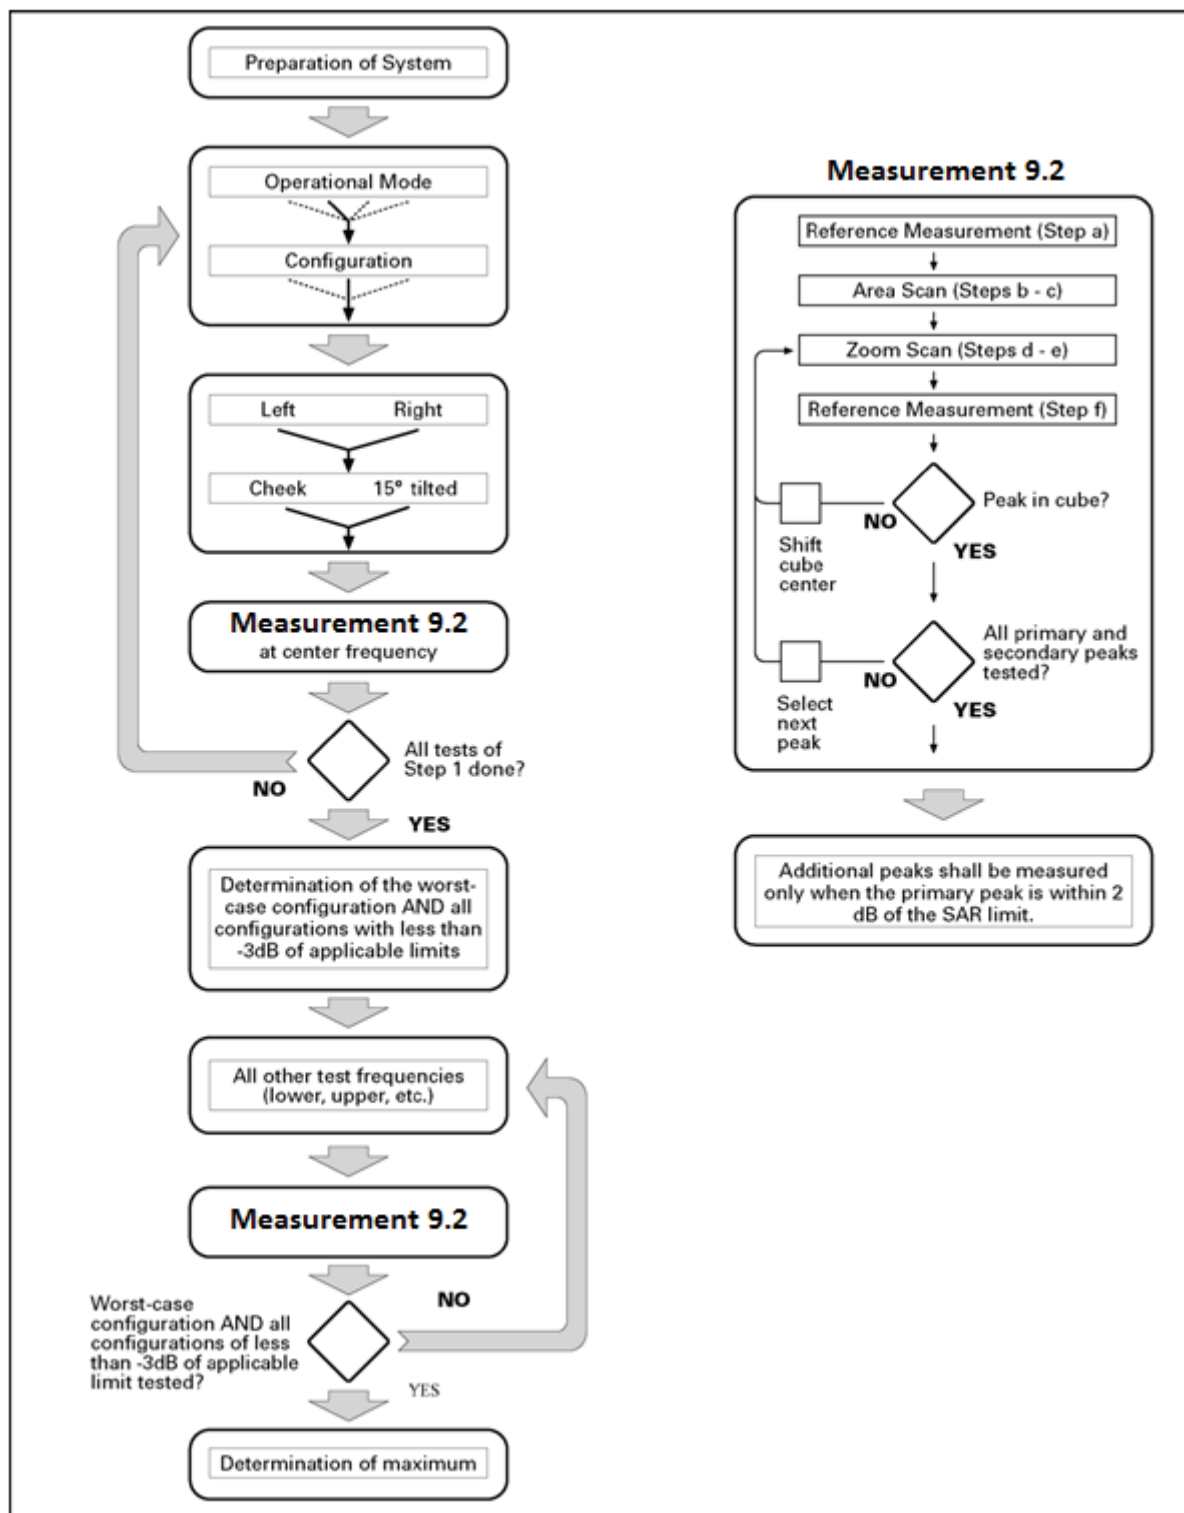 Preparation of System
Operational Mode
Configuration
Left Right
Cheek 15° tilted
Measurement 9.2
at center frequency
All tests of
Step 1 done?
NO
YES
Determination of the worst-
case configuration AND all
configurations with less than
-3dB of applicable limits
All other test frequencies
(lower, upper, etc.)
Measurement 9.2
NO
Worst-case
configuration AND all
configurations of less
than -3dB of applicable
limit tested?
YES
Determination of maximum
Measurement 9.2
Reference Measurement (Step a)
Area Scan (Steps b - c)
Zoom Scan (Steps d - e)
Reference Measurement (Step f)
Peak in cube?
NO
YES
Shift
cube
center
All primary and
secondary peaks
tested?
NO
YES
Select
next
peak
Additional peaks shall be measured
only when the primary peak is within 2
dB of the SAR limit.